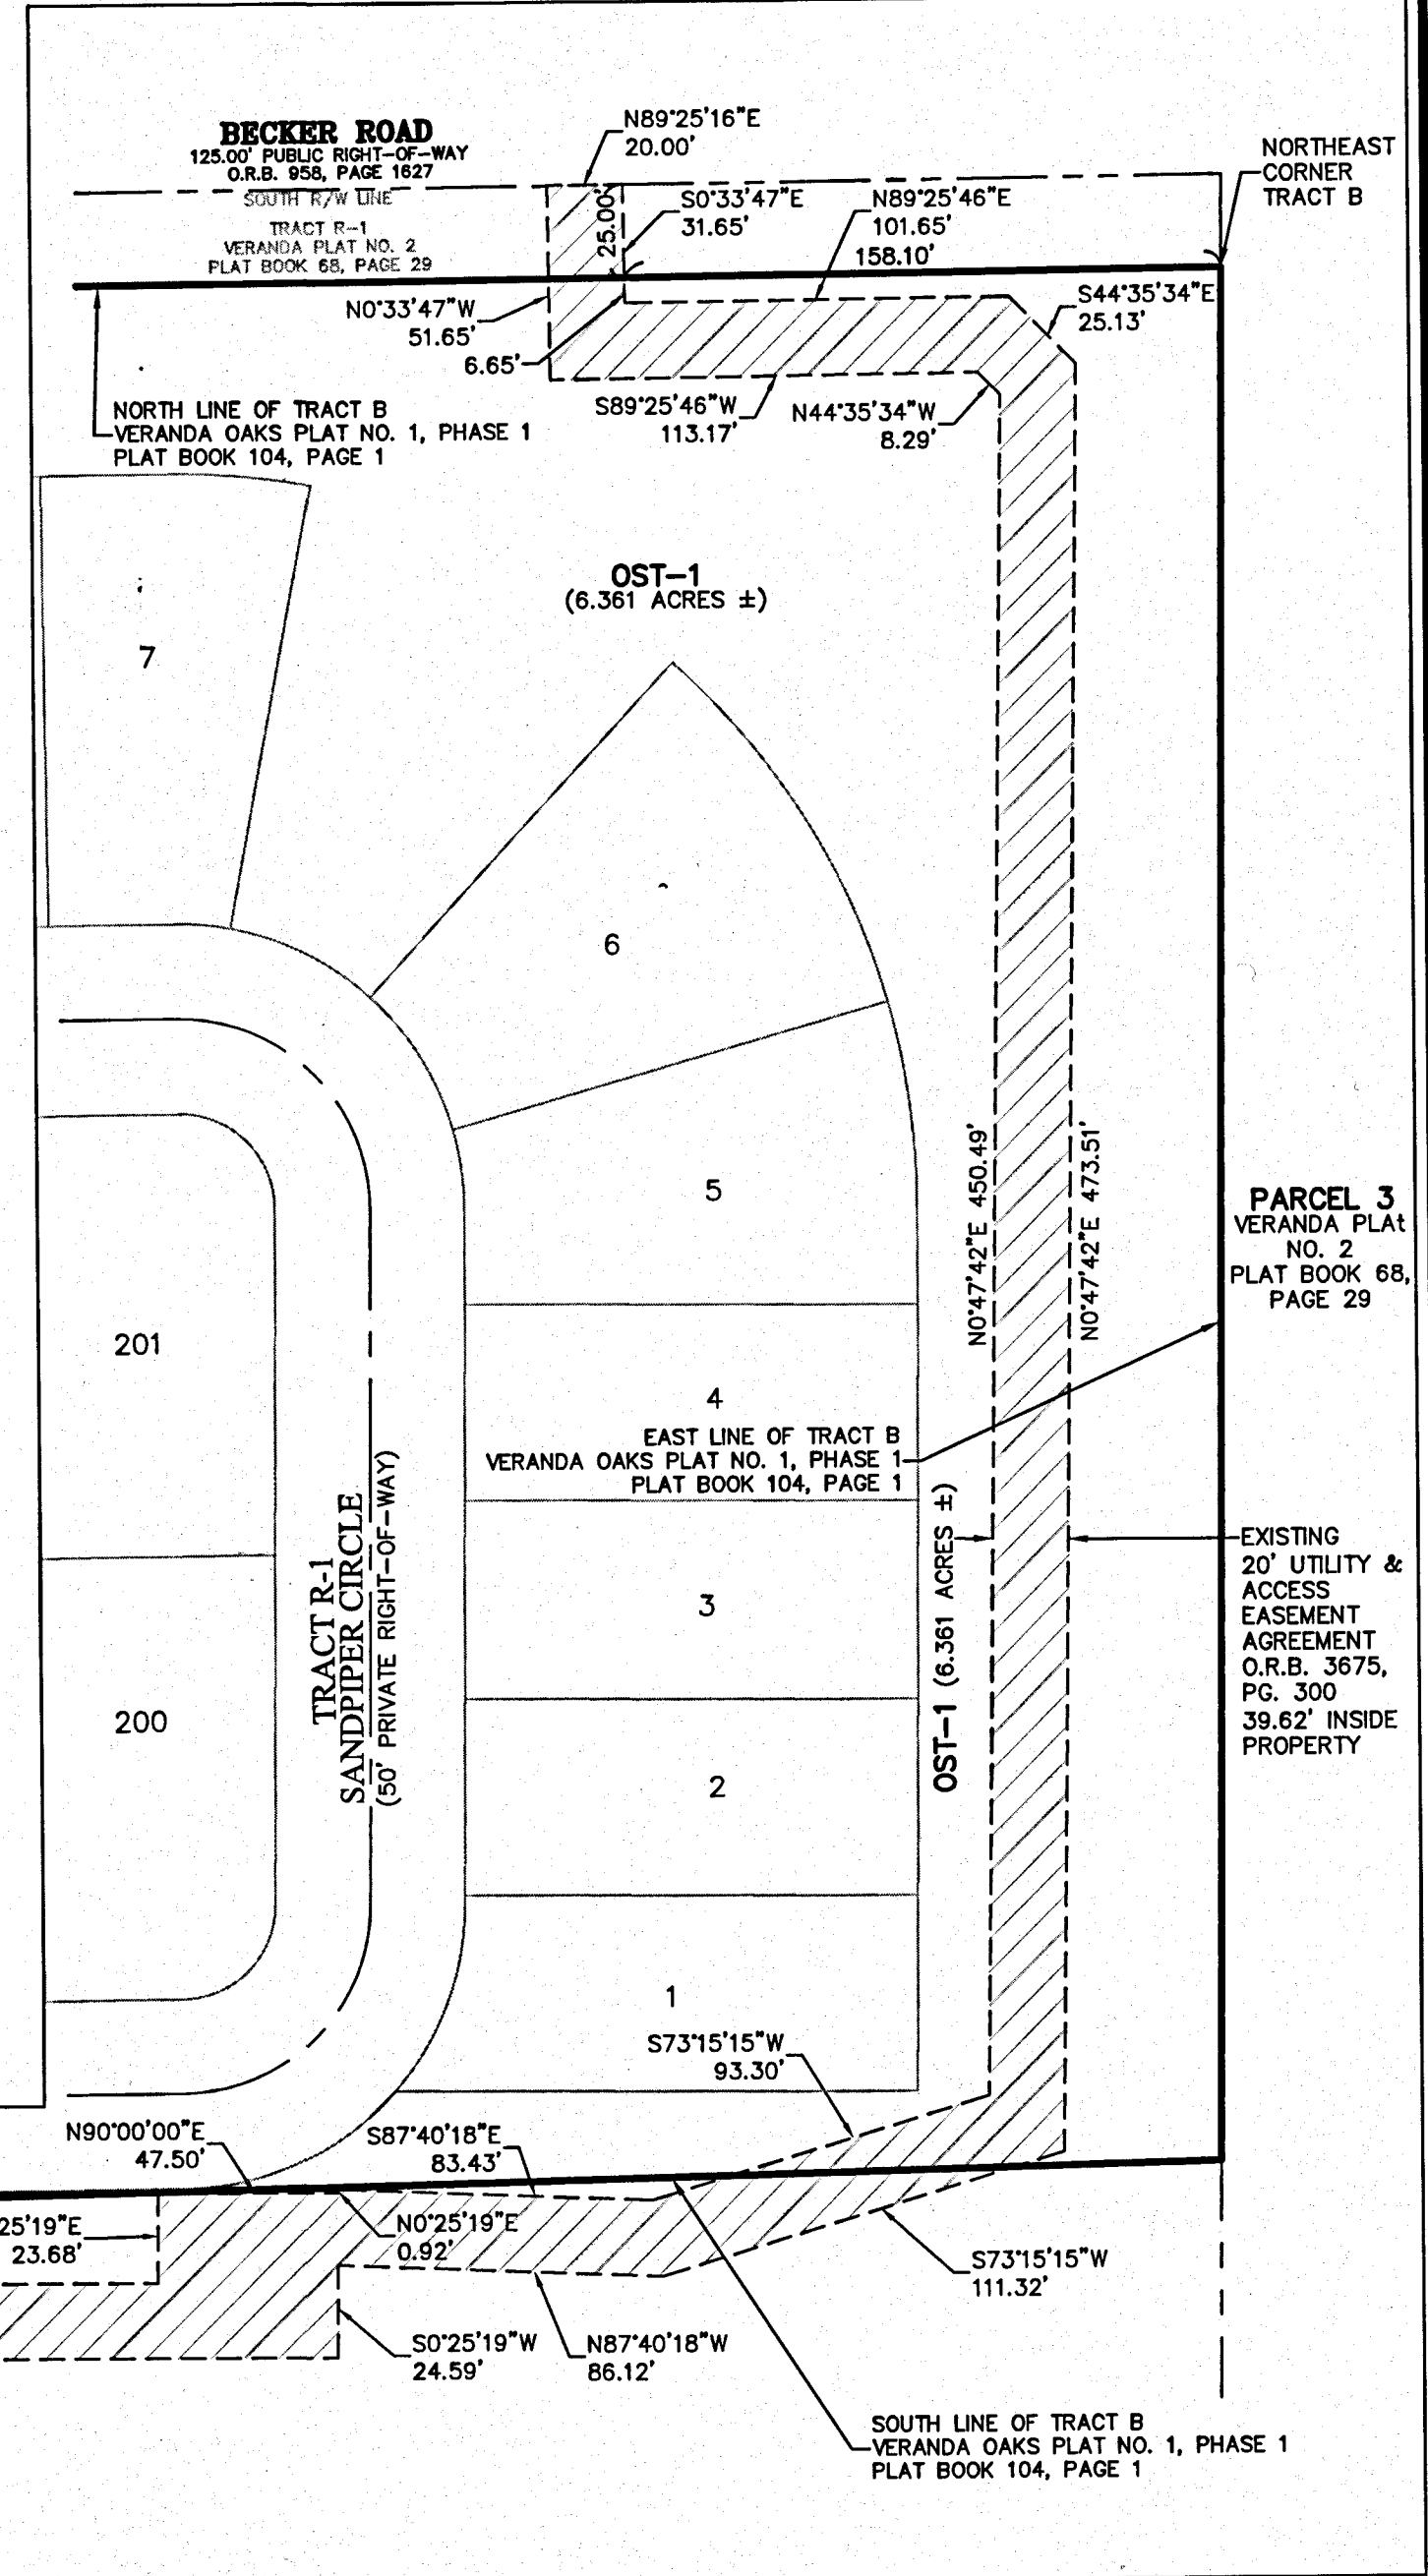 BECKER ROAD
125.00' PUBLIC RIGHT-OF-WAY
O.R.B. 958, PAGE 1627
SOUTH R/W LINE
TRACT R-1
VERANDA PLAT NO. 2
PLAT BOOK 68, PAGE 29
N89°25'16"E
20.00'
25.00'
S0°33'47"E
31.65'
N89°25'46"E
101.65'
158.10'
NORTHEAST
CORNER
TRACT B
N0°33'47"W
51.65'
6.65'
S44°35'34"E
25.13'
S89°25'46"W
113.17'
N44°35'34"W
8.29'
NORTH LINE OF TRACT B
VERANDA OAKS PLAT NO. 1, PHASE 1
PLAT BOOK 104, PAGE 1
OST-1
(6.361 ACRES ±)
7
6
5
N0°47'42"E 450.49'
N0°47'42"E 473.51'
PARCEL 3
VERANDA PLAt
NO. 2
PLAT BOOK 68,
PAGE 29
201
4
EAST LINE OF TRACT B
VERANDA OAKS PLAT NO. 1, PHASE 1
PLAT BOOK 104, PAGE 1
TRACT R-1
SANDPIPER CIRCLE
(50' PRIVATE RIGHT-OF-WAY)
OST-1 (6.361 ACRES ±)
EXISTING
20' UTILITY &
ACCESS
EASEMENT
AGREEMENT
O.R.B. 3675,
PG. 300
39.62' INSIDE
PROPERTY
3
200
2
1
S73°15'15"W
93.30'
N90°00'00"E
47.50'
S87°40'18"E
83.43'
25'19"E
23.68'
N0°25'19"E
0.92'
S73°15'15"W
111.32'
S0°25'19"W
24.59'
N87°40'18"W
86.12'
SOUTH LINE OF TRACT B
VERANDA OAKS PLAT NO. 1, PHASE 1
PLAT BOOK 104, PAGE 1